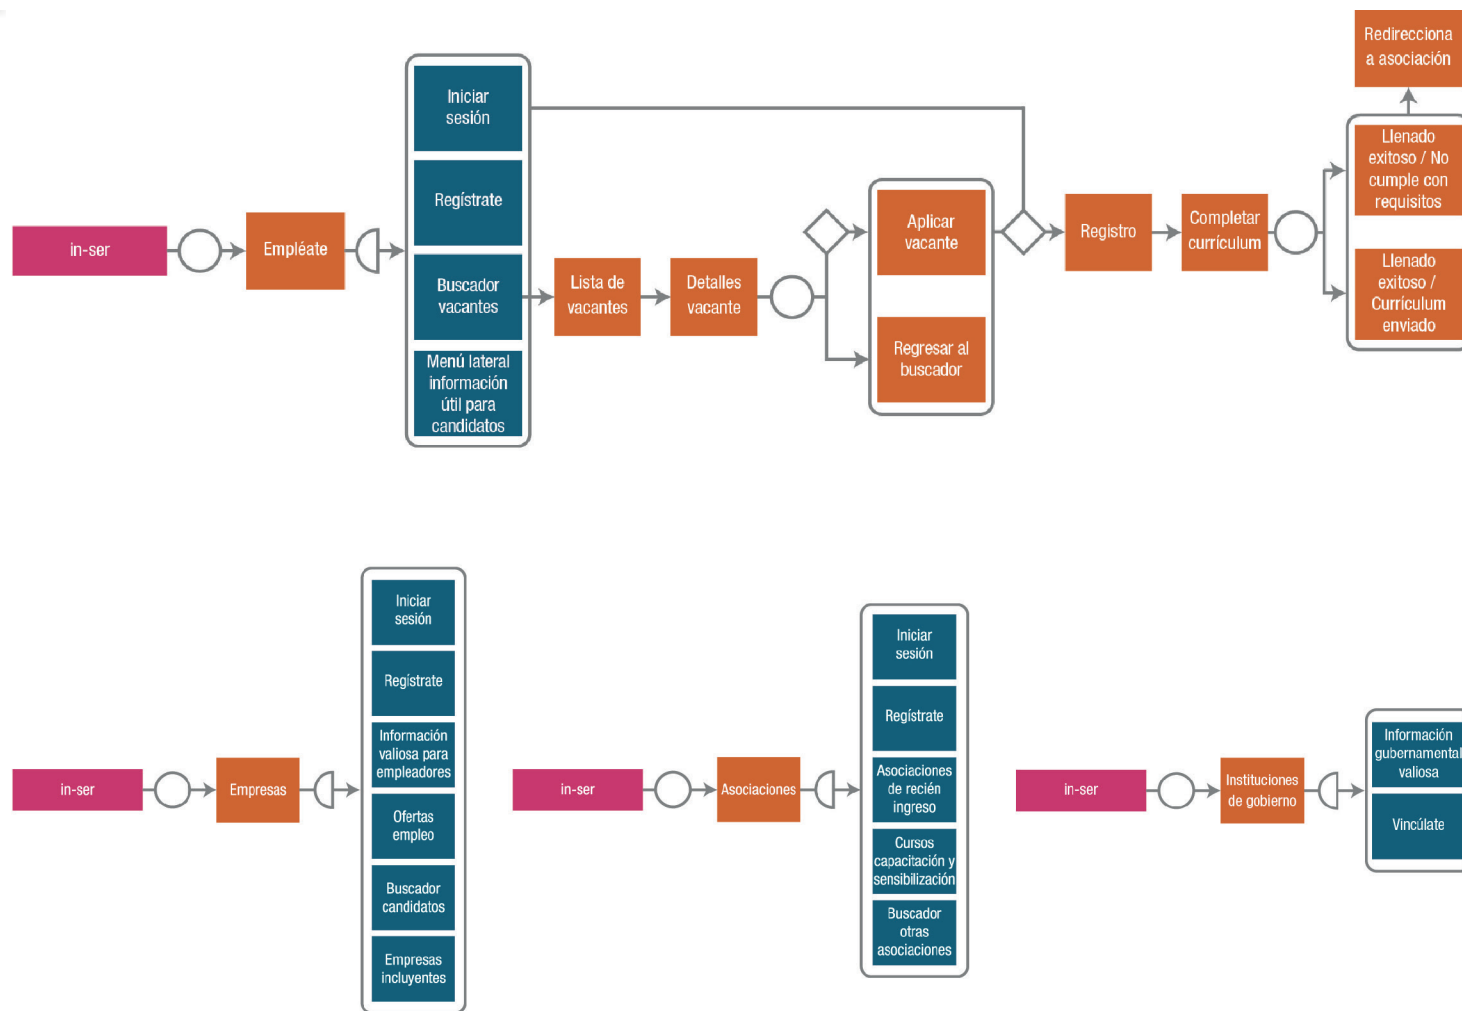 in-ser
Empléate
Iniciar
sesión
Regístrate
Buscador
vacantes
Menú lateral
información
útil para
candidatos
Lista de
vacantes
Detalles
vacante
Aplicar
vacante
Regresar al
buscador
Registro
Completar
currículum
Redirecciona
a asociación
Llenado
exitoso / No
cumple con
requisitos
Llenado
exitoso /
Currículum
enviado
in-ser
Empresas
Iniciar
sesión
Regístrate
Información
valiosa para
empleadores
Ofertas
empleo
Buscador
candidatos
Empresas
incluyentes
in-ser
Asociaciones
Iniciar
sesión
Regístrate
Asociaciones
de recién
ingreso
Cursos
capacitación y
sensibilización
Buscador
otras
asociaciones
in-ser
Instituciones
de gobierno
Información
gubernamental
valiosa
Vincúlate